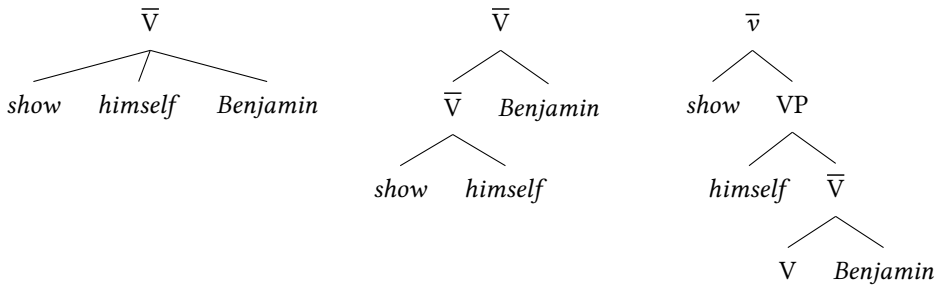 V̅ V̅ v̅
show himself Benjamin V̅ Benjamin show VP
show himself himself V̅
V Benjamin